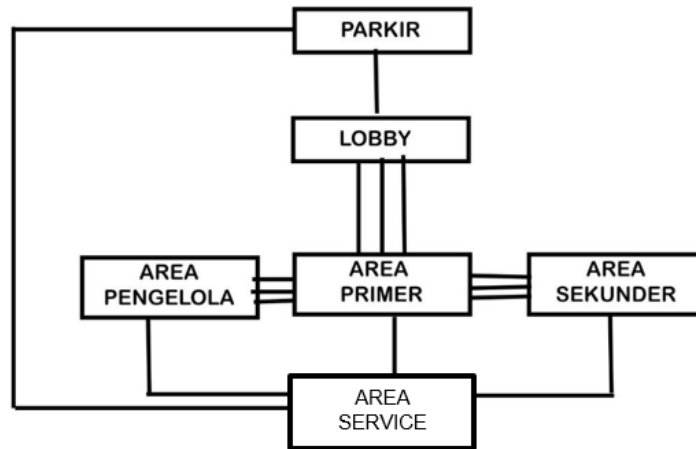 PARKIR
LOBBY
AREA
PENGELOLA
AREA
PRIMER
AREA
SEKUNDER
AREA
SERVICE